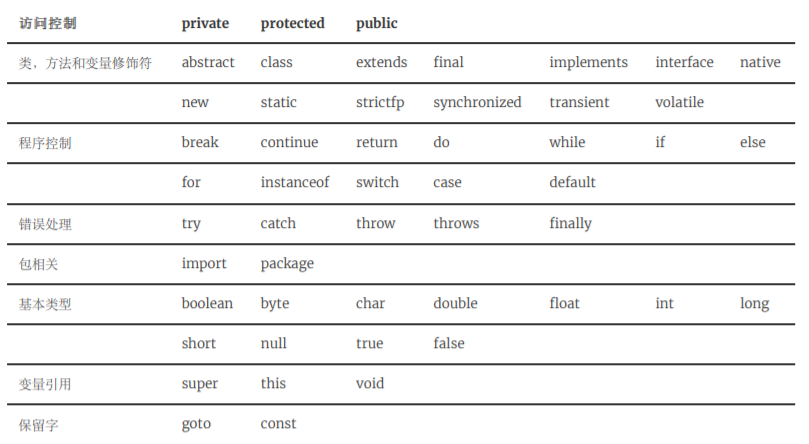 访问控制 private protected public
类，方法和变量修饰符 abstract class extends final implements interface native
new static strictfp synchronized transient volatile
程序控制 break continue return do while if else
for instanceof switch case default
错误处理 try catch throw throws finally
包相关 import package
基本类型 boolean byte char double float int long
short null true false
变量引用 super this void
保留字 goto const